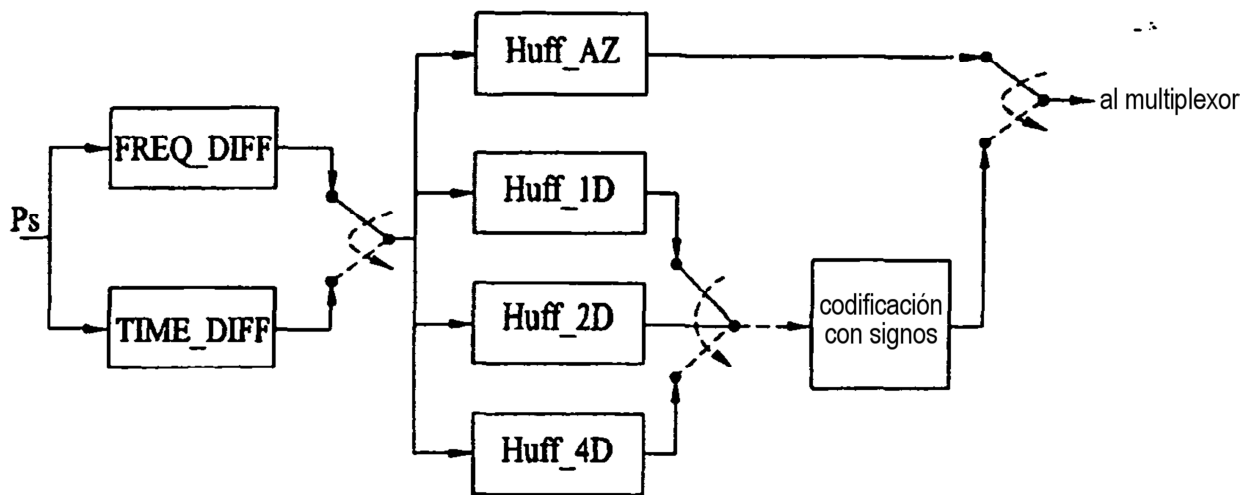 Huff_AZ
al multiplexor
FREQ_DIFF
Huff_1D
Ps
TIME_DIFF
Huff_2D
codificación
con signos
Huff_4D